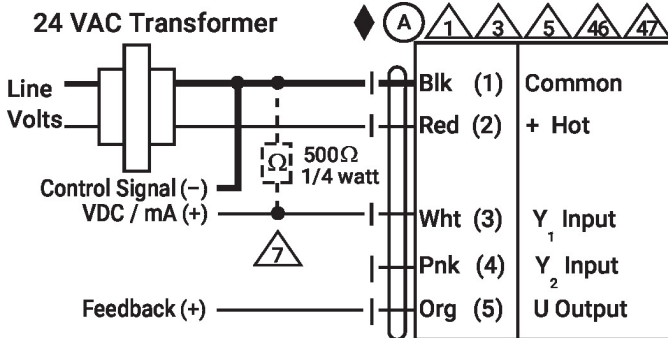 24 VAC Transformer
A 1 3 5 46 47
Line
Volts
Blk (1) Common
Red (2) + Hot
Ω 500Ω
1/4 watt
Control Signal (−)
VDC / mA (+)
Wht (3) Y1 Input
7
Pnk (4) Y2 Input
Feedback (+)
Org (5) U Output